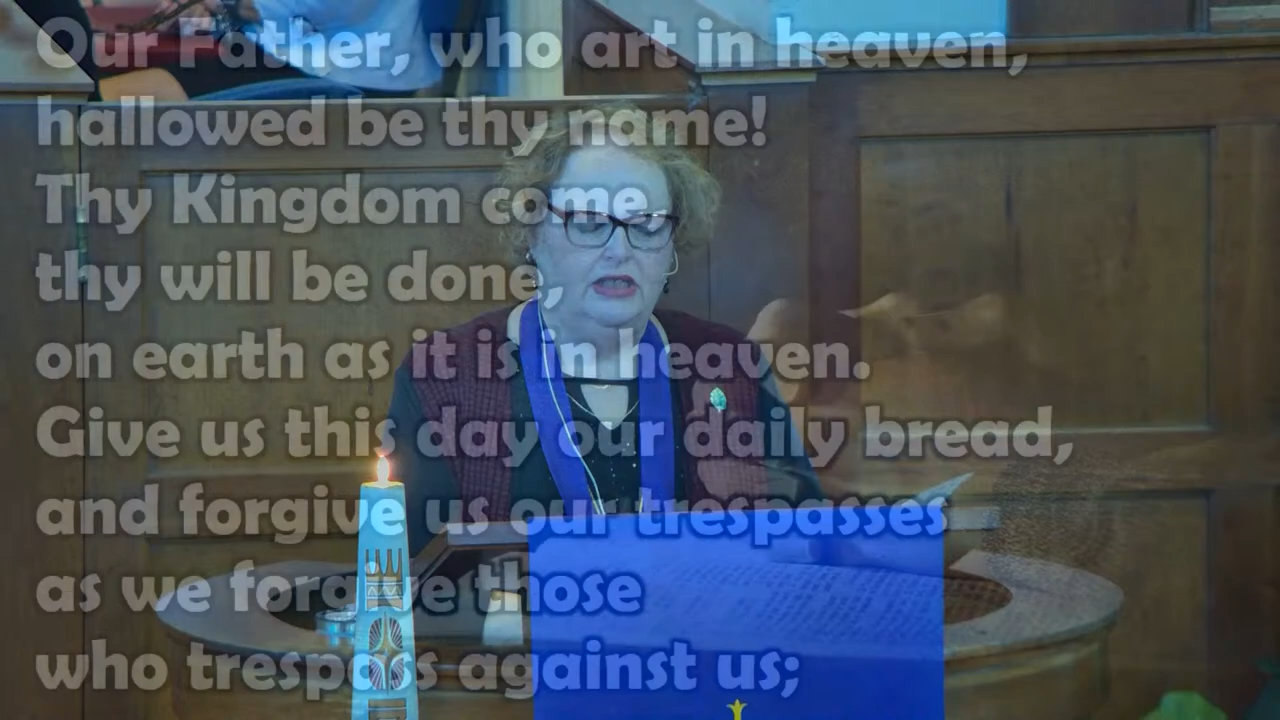 Our Father, who art in heaven,
hallowed be thy name!
Thy Kingdom come,
thy will be done,
on earth as it is in heaven.
Give us this day our daily bread,
and forgive us our trespasses
as we forgive those
who trespass against us;